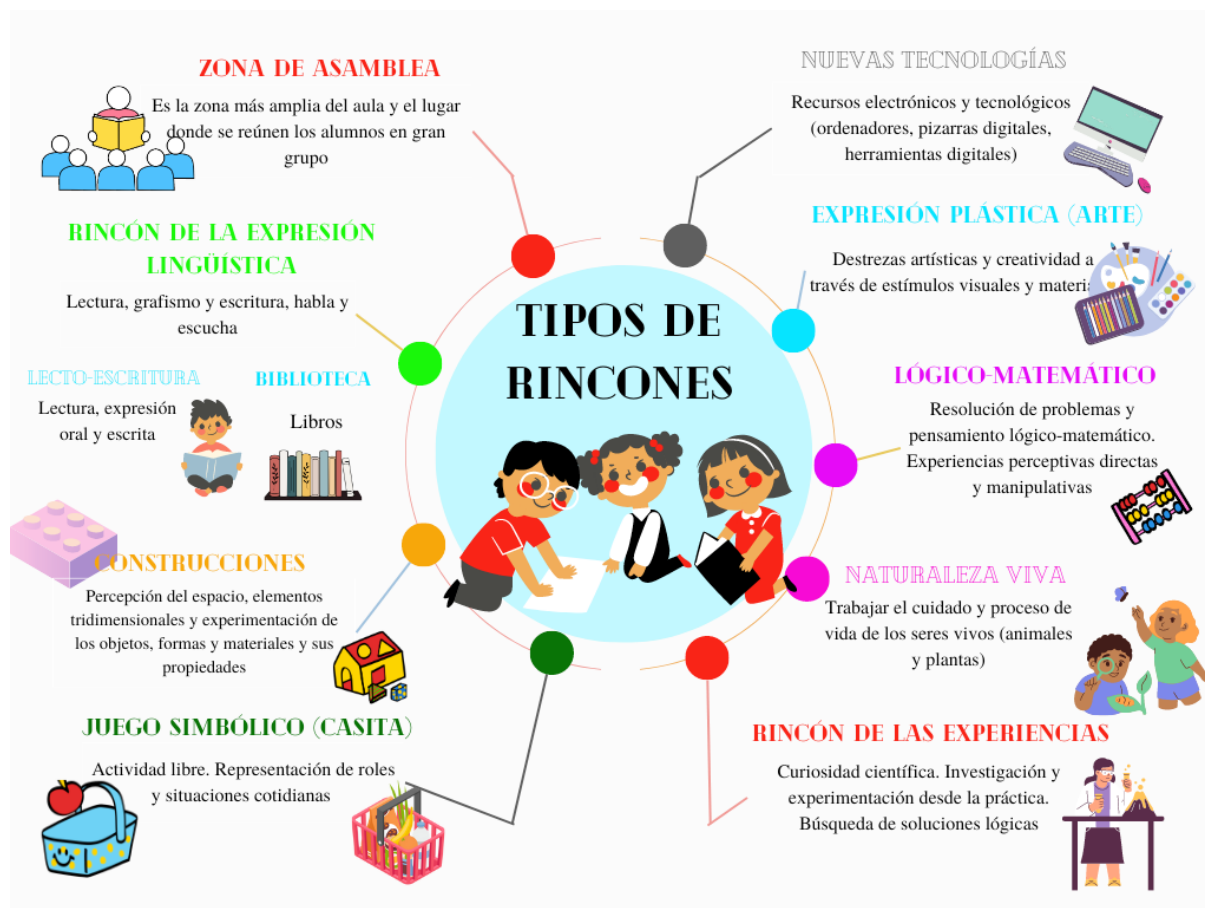 TIPOS DE
RINCONES
ZONA DE ASAMBLEA
Es la zona más amplia del aula y el lugar
donde se reúnen los alumnos en gran
grupo
RINCÓN DE LA EXPRESIÓN
LINGÜÍSTICA
Lectura, grafismo y escritura, habla y
escucha
LECTO-ESCRITURA
Lectura, expresión
oral y escrita
BIBLIOTECA
Libros
CONSTRUCCIONES
Percepción del espacio, elementos
tridimensionales y experimentación de
los objetos, formas y materiales y sus
propiedades
JUEGO SIMBÓLICO (CASITA)
Actividad libre. Representación de roles
y situaciones cotidianas
NUEVAS TECNOLOGÍAS
Recursos electrónicos y tecnológicos
(ordenadores, pizarras digitales,
herramientas digitales)
EXPRESIÓN PLÁSTICA (ARTE)
Destrezas artísticas y creatividad a
través de estímulos visuales y
LÓGICO-MATEMÁTICO
Resolución de problemas y
pensamiento lógico-matemático.
Experiencias perceptivas directas
y manipulativas
NATURALEZA VIVA
Trabajar el cuidado y proceso de
vida de los seres vivos (animales
y plantas)
RINCÓN DE LAS EXPERIENCIAS
Curiosidad científica. Investigación y
experimentación desde la práctica.
Búsqueda de soluciones lógicas